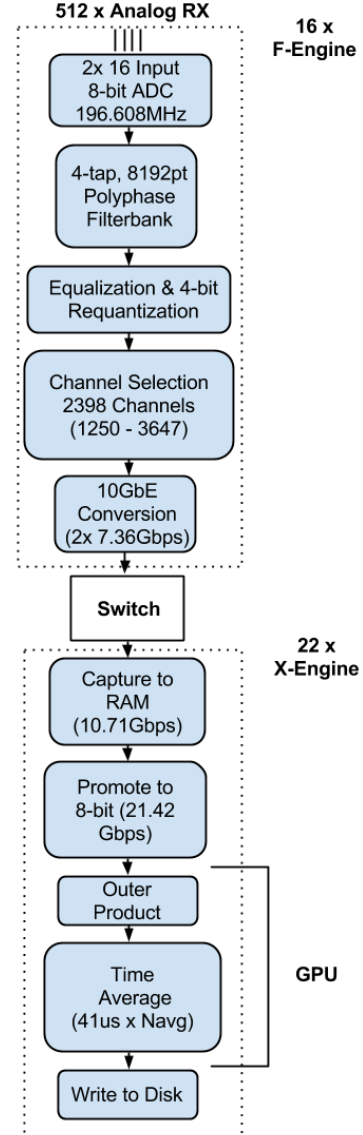 512 x Analog RX
16 x
F-Engine
2x 16 Input
8-bit ADC
196.608MHz
4-tap, 8192pt
Polyphase
Filterbank
Equalization & 4-bit
Requantization
Channel Selection
2398 Channels
(1250 - 3647)
10GbE
Conversion
(2x 7.36Gbps)
Switch
22 x
X-Engine
Capture to
RAM
(10.71Gbps)
Promote to
8-bit (21.42
Gbps)
Outer
Product
Time
Average
(41us x Navg)
GPU
Write to Disk